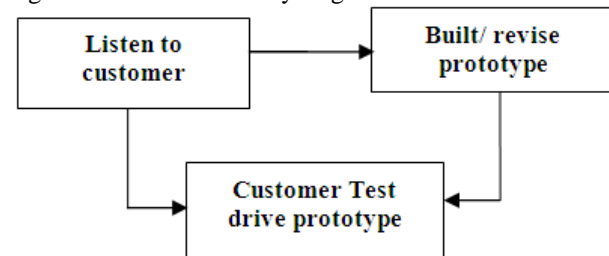 Listen to
customer
Built/ revise
prototype
Customer Test
drive prototype